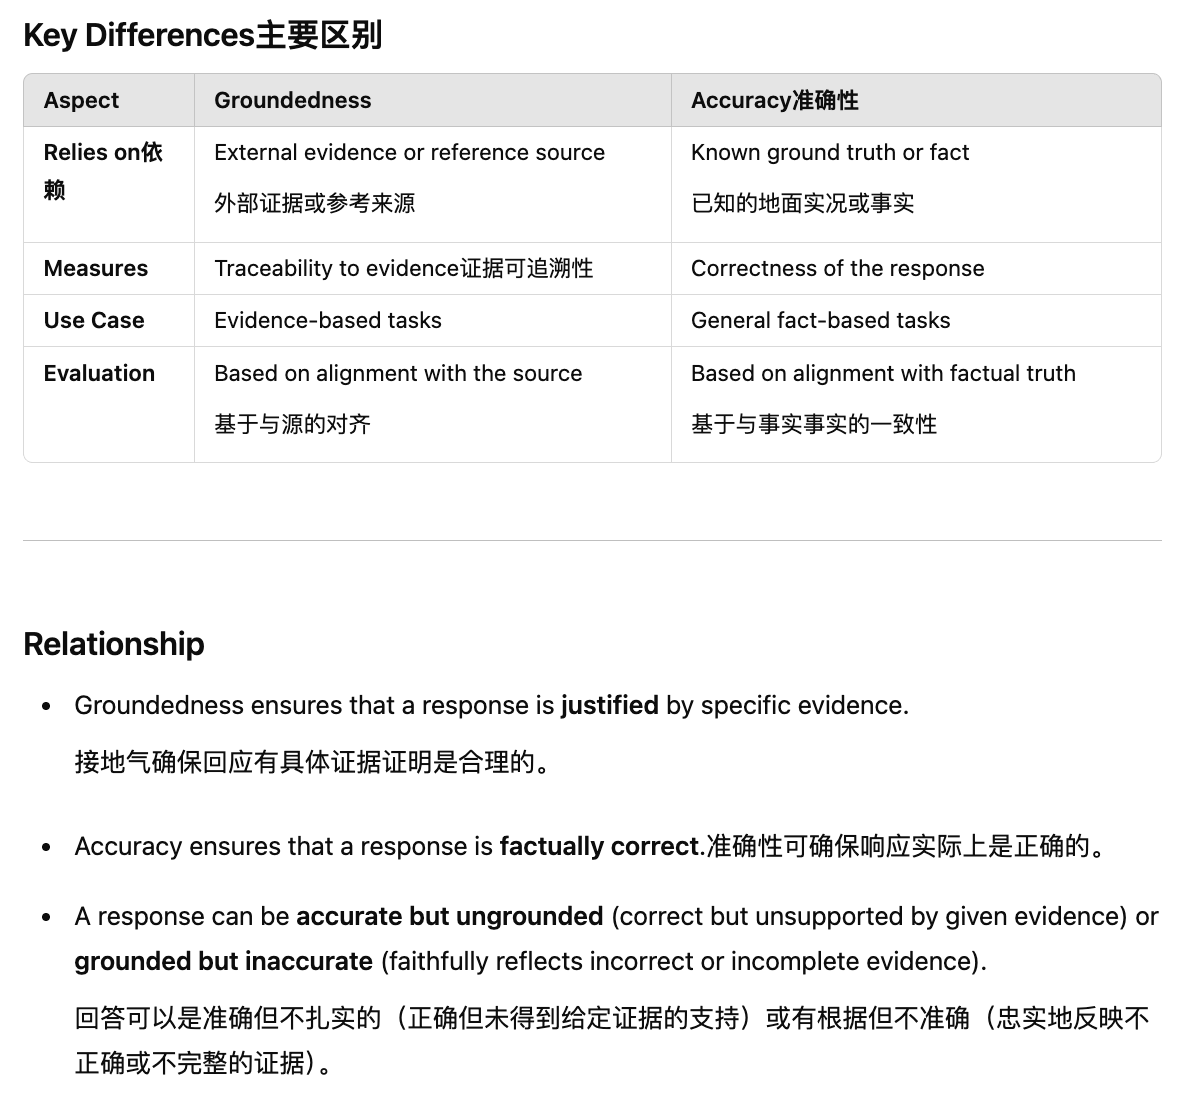 Key Differences主要区别
Aspect
Groundedness
Accuracy准确性
Relies on依
赖
External evidence or reference source
外部证据或参考来源
Known ground truth or fact
已知的地面实况或事实
Measures
Traceability to evidence证据可追溯性
Correctness of the response
Use Case
Evidence-based tasks
General fact-based tasks
Evaluation
Based on alignment with the source
基于与源的对齐
Based on alignment with factual truth
基于与事实事实的一致性
Relationship
• Groundedness ensures that a response is justified by specific evidence.
接地气确保回应有具体证据证明是合理的。
• Accuracy ensures that a response is factually correct.准确性可确保响应实际上是正确的。
• A response can be accurate but ungrounded (correct but unsupported by given evidence) or
grounded but inaccurate (faithfully reflects incorrect or incomplete evidence).
回答可以是准确但不扎实的（正确但未得到给定证据的支持）或有根据但不准确（忠实地反映不
正确或不完整的证据）。